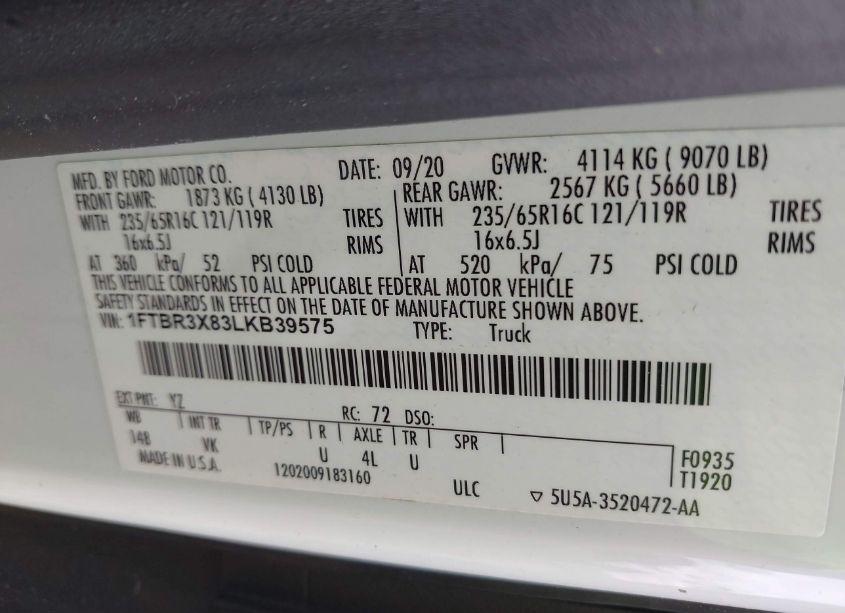 MFD. BY FORD MOTOR CO. DATE: 09/20 GVWR: 4114 KG ( 9070 LB)
FRONT GAWR: 1873 KG ( 4130 LB) REAR GAWR: 2567 KG ( 5660 LB)
WITH 235/65R16C 121/119R TIRES WITH 235/65R16C 121/119R TIRES
16x6.5J RIMS 16x6.5J RIMS
AT 360 kPa/ 52 PSI COLD AT 520 kPa/ 75 PSI COLD
THIS VEHICLE CONFORMS TO ALL APPLICABLE FEDERAL MOTOR VEHICLE
SAFETY STANDARDS IN EFFECT ON THE DATE OF MANUFACTURE SHOWN ABOVE.
VIN: 1FTBR3X83LKB39575 TYPE: Truck
EXT PNT: YZ RC: 72 DSO:
WB INT TR TP/PS R AXLE TR SPR
148 VK U 4L U F0935
MADE IN U.S.A. 1202009183160 ULC T1920
▽ 5U5A-3520472-AA